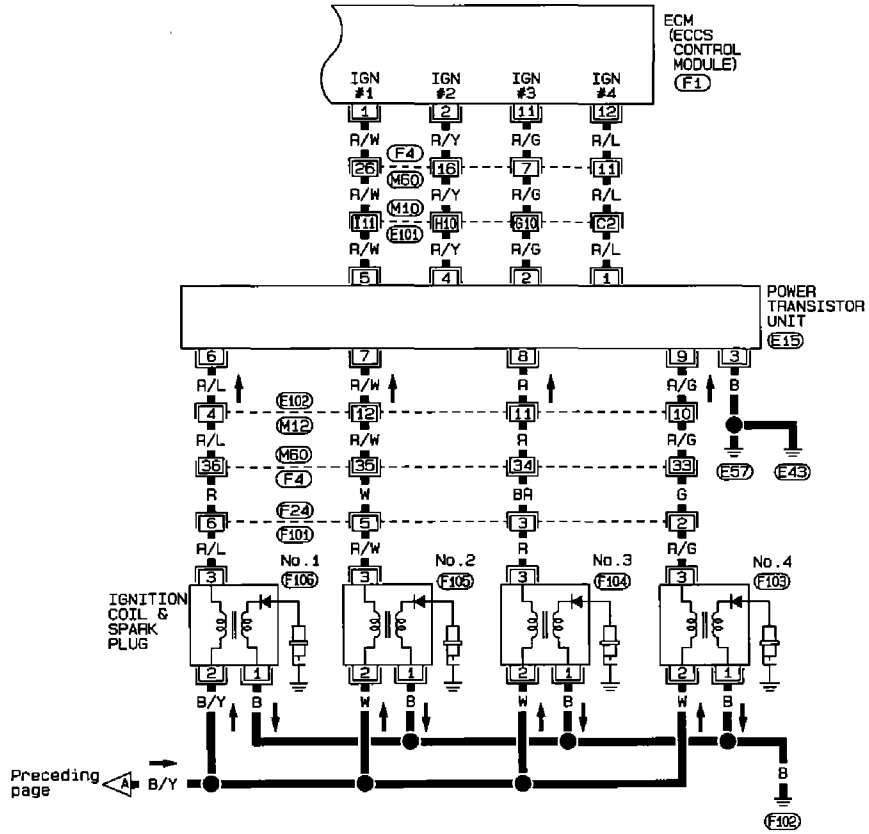 ECM
(ECCS
CONTROL
MODULE)
F1
IGN #1 IGN #2 IGN #3 IGN #4
1 2 11 12
R/W R/Y R/G R/L
F4
26 16 7 11
M60
R/W R/Y R/G R/L
M10
I11 H10 G10 C2
E101
R/W R/Y R/G R/L
5 4 2 1
POWER
TRANSISTOR
UNIT
E15
6 7 8 9 3
R/L R/W R R/G B
E102
4 12 11 10
M12
R/L R/W R R/G
M60
36 35 34 33
E57 E43
F4
R W BR G
F24
6 5 3 2
F101
R/L R/W R R/G
No.1 No.2 No.3 No.4
3 F106 3 F105 3 F104 3 F103
IGNITION
COIL &
SPARK
PLUG
2 1 2 1 2 1 2 1
B/Y B W B W B W B
Preceding
page
A B/Y
B
F102